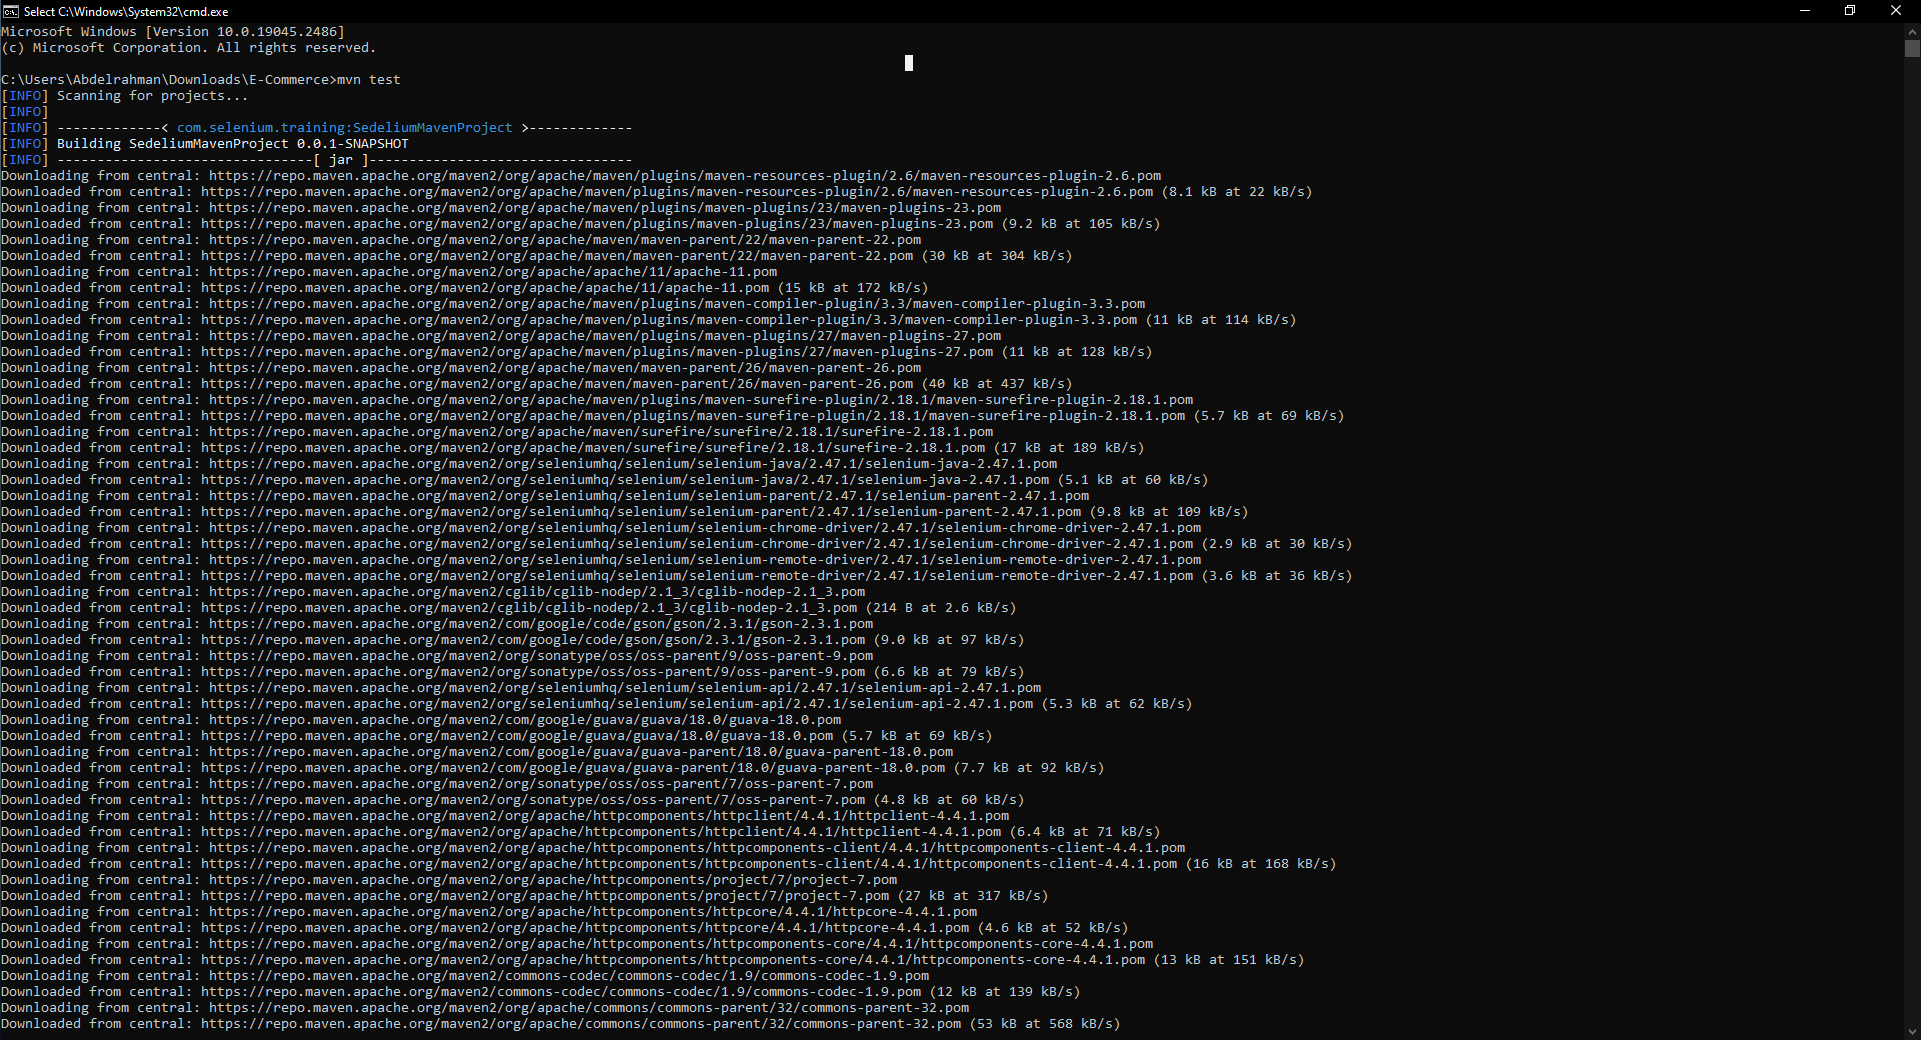 Select C:\Windows\System32\cmd.exe
Microsoft Windows [Version 10.0.19045.2486]
(c) Microsoft Corporation. All rights reserved.
C:\Users\Abdelrahman\Downloads\E-Commerce>mvn test
[INFO] Scanning for projects...
[INFO]
[INFO] -------------< com.selenium.training:SedeliumMavenProject >-------------
[INFO] Building SedeliumMavenProject 0.0.1-SNAPSHOT
[INFO] --------------------------------[ jar ]---------------------------------
Downloading from central: https://repo.maven.apache.org/maven2/org/apache/maven/plugins/maven-resources-plugin/2.6/maven-resources-plugin-2.6.pom
Downloaded from central: https://repo.maven.apache.org/maven2/org/apache/maven/plugins/maven-resources-plugin/2.6/maven-resources-plugin-2.6.pom (8.1 kB at 22 kB/s)
Downloading from central: https://repo.maven.apache.org/maven2/org/apache/maven/plugins/maven-plugins/23/maven-plugins-23.pom
Downloaded from central: https://repo.maven.apache.org/maven2/org/apache/maven/plugins/maven-plugins/23/maven-plugins-23.pom (9.2 kB at 105 kB/s)
Downloading from central: https://repo.maven.apache.org/maven2/org/apache/maven/maven-parent/22/maven-parent-22.pom
Downloaded from central: https://repo.maven.apache.org/maven2/org/apache/maven/maven-parent/22/maven-parent-22.pom (30 kB at 304 kB/s)
Downloading from central: https://repo.maven.apache.org/maven2/org/apache/apache/11/apache-11.pom
Downloaded from central: https://repo.maven.apache.org/maven2/org/apache/apache/11/apache-11.pom (15 kB at 172 kB/s)
Downloading from central: https://repo.maven.apache.org/maven2/org/apache/maven/plugins/maven-compiler-plugin/3.3/maven-compiler-plugin-3.3.pom
Downloaded from central: https://repo.maven.apache.org/maven2/org/apache/maven/plugins/maven-compiler-plugin/3.3/maven-compiler-plugin-3.3.pom (11 kB at 114 kB/s)
Downloading from central: https://repo.maven.apache.org/maven2/org/apache/maven/plugins/maven-plugins/27/maven-plugins-27.pom
Downloaded from central: https://repo.maven.apache.org/maven2/org/apache/maven/plugins/maven-plugins/27/maven-plugins-27.pom (11 kB at 128 kB/s)
Downloading from central: https://repo.maven.apache.org/maven2/org/apache/maven/maven-parent/26/maven-parent-26.pom
Downloaded from central: https://repo.maven.apache.org/maven2/org/apache/maven/maven-parent/26/maven-parent-26.pom (40 kB at 437 kB/s)
Downloading from central: https://repo.maven.apache.org/maven2/org/apache/maven/plugins/maven-surefire-plugin/2.18.1/maven-surefire-plugin-2.18.1.pom
Downloaded from central: https://repo.maven.apache.org/maven2/org/apache/maven/plugins/maven-surefire-plugin/2.18.1/maven-surefire-plugin-2.18.1.pom (5.7 kB at 69 kB/s)
Downloading from central: https://repo.maven.apache.org/maven2/org/apache/maven/surefire/surefire/2.18.1/surefire-2.18.1.pom
Downloaded from central: https://repo.maven.apache.org/maven2/org/apache/maven/surefire/surefire/2.18.1/surefire-2.18.1.pom (17 kB at 189 kB/s)
Downloading from central: https://repo.maven.apache.org/maven2/org/seleniumhq/selenium/selenium-java/2.47.1/selenium-java-2.47.1.pom
Downloaded from central: https://repo.maven.apache.org/maven2/org/seleniumhq/selenium/selenium-java/2.47.1/selenium-java-2.47.1.pom (5.1 kB at 60 kB/s)
Downloading from central: https://repo.maven.apache.org/maven2/org/seleniumhq/selenium/selenium-parent/2.47.1/selenium-parent-2.47.1.pom
Downloaded from central: https://repo.maven.apache.org/maven2/org/seleniumhq/selenium/selenium-parent/2.47.1/selenium-parent-2.47.1.pom (9.8 kB at 109 kB/s)
Downloading from central: https://repo.maven.apache.org/maven2/org/seleniumhq/selenium/selenium-chrome-driver/2.47.1/selenium-chrome-driver-2.47.1.pom
Downloaded from central: https://repo.maven.apache.org/maven2/org/seleniumhq/selenium/selenium-chrome-driver/2.47.1/selenium-chrome-driver-2.47.1.pom (2.9 kB at 30 kB/s)
Downloading from central: https://repo.maven.apache.org/maven2/org/seleniumhq/selenium/selenium-remote-driver/2.47.1/selenium-remote-driver-2.47.1.pom
Downloaded from central: https://repo.maven.apache.org/maven2/org/seleniumhq/selenium/selenium-remote-driver/2.47.1/selenium-remote-driver-2.47.1.pom (3.6 kB at 36 kB/s)
Downloading from central: https://repo.maven.apache.org/maven2/cglib/cglib-nodep/2.1_3/cglib-nodep-2.1_3.pom
Downloaded from central: https://repo.maven.apache.org/maven2/cglib/cglib-nodep/2.1_3/cglib-nodep-2.1_3.pom (214 B at 2.6 kB/s)
Downloading from central: https://repo.maven.apache.org/maven2/com/google/code/gson/gson/2.3.1/gson-2.3.1.pom
Downloaded from central: https://repo.maven.apache.org/maven2/com/google/code/gson/gson/2.3.1/gson-2.3.1.pom (9.0 kB at 97 kB/s)
Downloading from central: https://repo.maven.apache.org/maven2/org/sonatype/oss/oss-parent/9/oss-parent-9.pom
Downloaded from central: https://repo.maven.apache.org/maven2/org/sonatype/oss/oss-parent/9/oss-parent-9.pom (6.6 kB at 79 kB/s)
Downloading from central: https://repo.maven.apache.org/maven2/org/seleniumhq/selenium/selenium-api/2.47.1/selenium-api-2.47.1.pom
Downloaded from central: https://repo.maven.apache.org/maven2/org/seleniumhq/selenium/selenium-api/2.47.1/selenium-api-2.47.1.pom (5.3 kB at 62 kB/s)
Downloading from central: https://repo.maven.apache.org/maven2/com/google/guava/guava/18.0/guava-18.0.pom
Downloaded from central: https://repo.maven.apache.org/maven2/com/google/guava/guava/18.0/guava-18.0.pom (5.7 kB at 69 kB/s)
Downloading from central: https://repo.maven.apache.org/maven2/com/google/guava/guava-parent/18.0/guava-parent-18.0.pom
Downloaded from central: https://repo.maven.apache.org/maven2/com/google/guava/guava-parent/18.0/guava-parent-18.0.pom (7.7 kB at 92 kB/s)
Downloading from central: https://repo.maven.apache.org/maven2/org/sonatype/oss/oss-parent/7/oss-parent-7.pom
Downloaded from central: https://repo.maven.apache.org/maven2/org/sonatype/oss/oss-parent/7/oss-parent-7.pom (4.8 kB at 60 kB/s)
Downloading from central: https://repo.maven.apache.org/maven2/org/apache/httpcomponents/httpclient/4.4.1/httpclient-4.4.1.pom
Downloaded from central: https://repo.maven.apache.org/maven2/org/apache/httpcomponents/httpclient/4.4.1/httpclient-4.4.1.pom (6.4 kB at 71 kB/s)
Downloading from central: https://repo.maven.apache.org/maven2/org/apache/httpcomponents/httpcomponents-client/4.4.1/httpcomponents-client-4.4.1.pom
Downloaded from central: https://repo.maven.apache.org/maven2/org/apache/httpcomponents/httpcomponents-client/4.4.1/httpcomponents-client-4.4.1.pom (16 kB at 168 kB/s)
Downloading from central: https://repo.maven.apache.org/maven2/org/apache/httpcomponents/project/7/project-7.pom
Downloaded from central: https://repo.maven.apache.org/maven2/org/apache/httpcomponents/project/7/project-7.pom (27 kB at 317 kB/s)
Downloading from central: https://repo.maven.apache.org/maven2/org/apache/httpcomponents/httpcore/4.4.1/httpcore-4.4.1.pom
Downloaded from central: https://repo.maven.apache.org/maven2/org/apache/httpcomponents/httpcore/4.4.1/httpcore-4.4.1.pom (4.6 kB at 52 kB/s)
Downloading from central: https://repo.maven.apache.org/maven2/org/apache/httpcomponents/httpcomponents-core/4.4.1/httpcomponents-core-4.4.1.pom
Downloaded from central: https://repo.maven.apache.org/maven2/org/apache/httpcomponents/httpcomponents-core/4.4.1/httpcomponents-core-4.4.1.pom (13 kB at 151 kB/s)
Downloading from central: https://repo.maven.apache.org/maven2/commons-codec/commons-codec/1.9/commons-codec-1.9.pom
Downloaded from central: https://repo.maven.apache.org/maven2/commons-codec/commons-codec/1.9/commons-codec-1.9.pom (12 kB at 139 kB/s)
Downloading from central: https://repo.maven.apache.org/maven2/org/apache/commons/commons-parent/32/commons-parent-32.pom
Downloaded from central: https://repo.maven.apache.org/maven2/org/apache/commons/commons-parent/32/commons-parent-32.pom (53 kB at 568 kB/s)